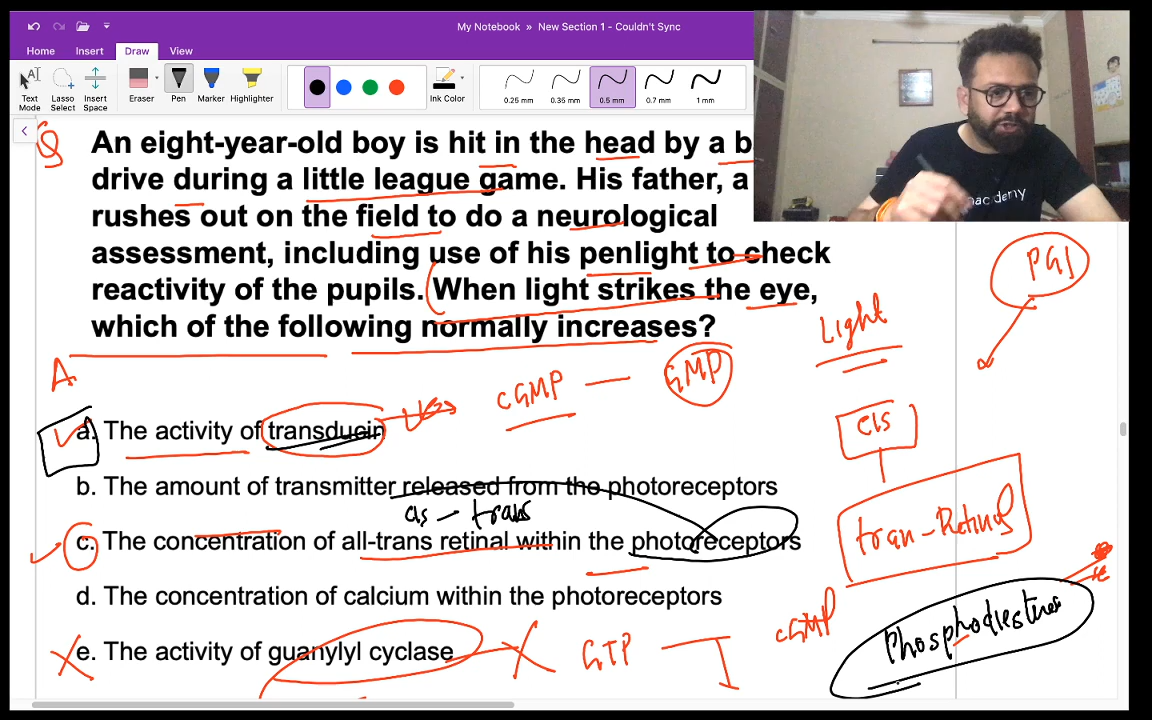 My Notebook » New Section 1 - Couldn't Sync
Home Insert Draw View
Text Mode
Lasso Select
Insert Space
Eraser
Pen
Marker
Highlighter
Ink Color
0.25 mm
0.35 mm
0.5 mm
0.7 mm
1 mm
Q
An eight-year-old boy is hit in the head by a b
drive during a little league game. His father, a
rushes out on the field to do a neurological
assessment, including use of his penlight to check
reactivity of the pupils. When light strikes the eye,
which of the following normally increases?
PGI
Light
A
cGMP — GMP
a. The activity of transducin
cis
b. The amount of transmitter released from the photoreceptors
cis - trans
c. The concentration of all-trans retinal within the photoreceptors
tran-Retinal
d. The concentration of calcium within the photoreceptors
e. The activity of guanylyl cyclase
GTP
cGMP